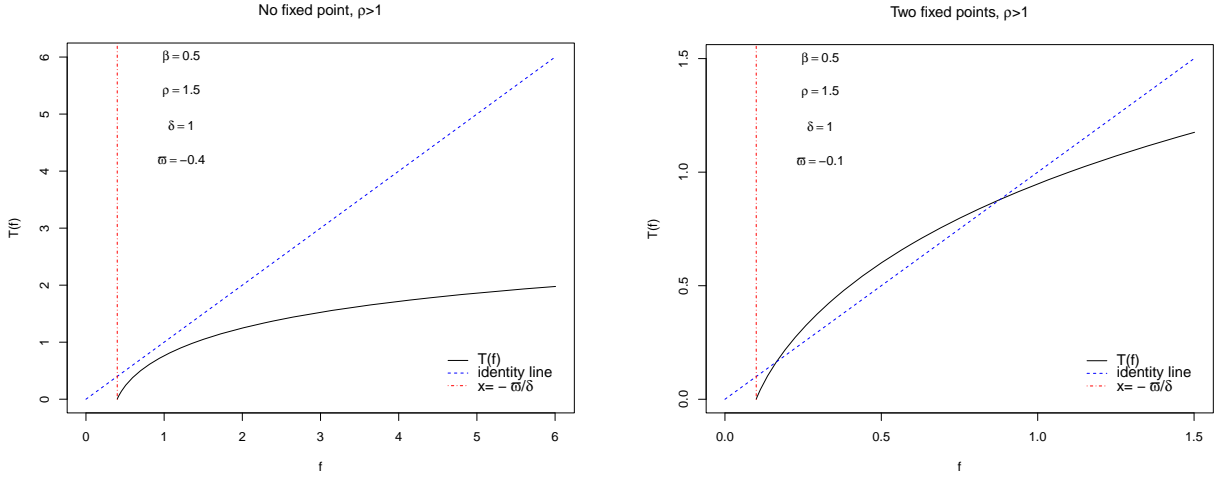 No fixed point, ρ>1
β = 0.5
ρ = 1.5
δ = 1
ϖ = −0.4
T(f)
6
5
4
3
2
1
0
T(f)
identity line
x= − ϖ/δ
0 1 2 3 4 5 6
f
Two fixed points, ρ>1
β = 0.5
ρ = 1.5
δ = 1
ϖ = −0.1
T(f)
1.5
1.0
0.5
0.0
T(f)
identity line
x= − ϖ/δ
0.0 0.5 1.0 1.5
f